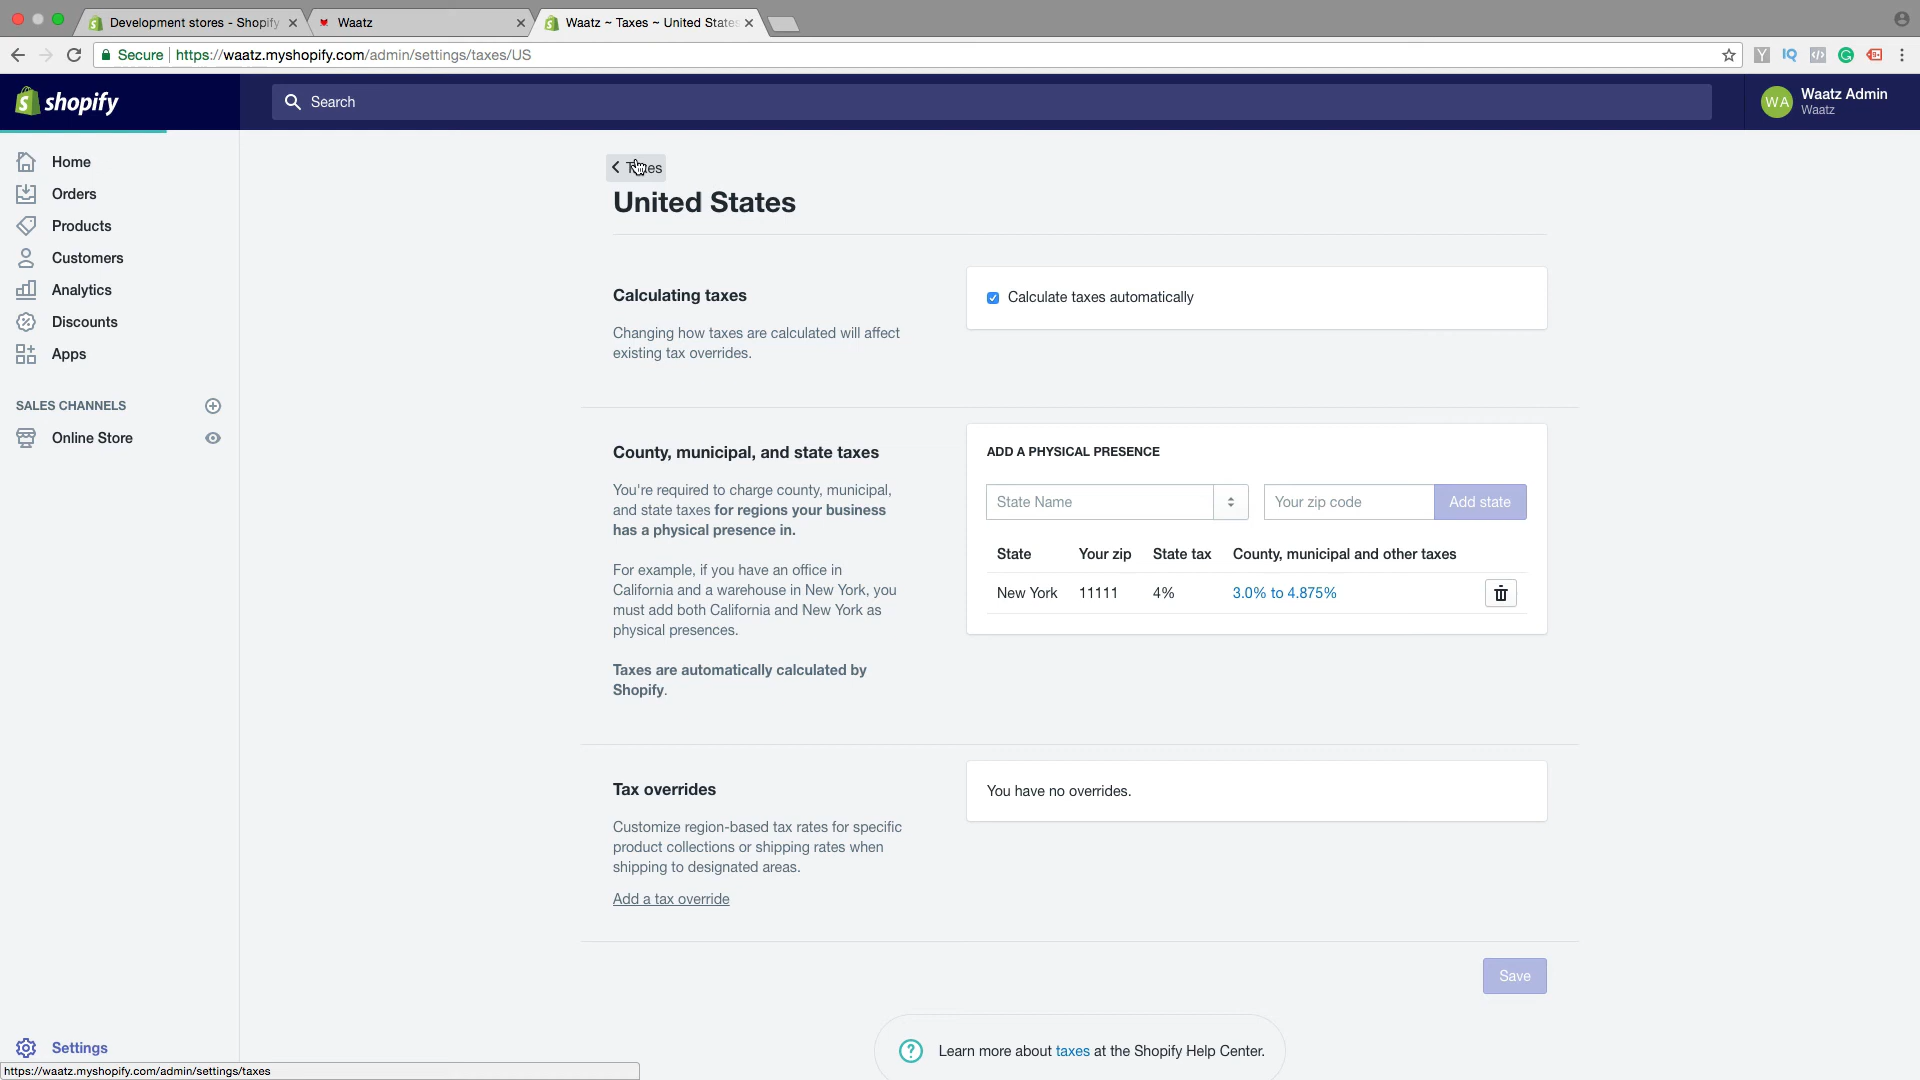 Development stores - Shopify
Waatz
Waatz ~ Taxes ~ United States
Secure
https://waatz.myshopify.com/admin/settings/taxes/US
shopify
Search
WA
Waatz Admin
Waatz
Home
Orders
Products
Customers
Analytics
Discounts
Apps
SALES CHANNELS
Online Store
Settings
Taxes
United States
Calculating taxes
Changing how taxes are calculated will affect
existing tax overrides.
Calculate taxes automatically
County, municipal, and state taxes
You're required to charge county, municipal,
and state taxes for regions your business
has a physical presence in.
For example, if you have an office in
California and a warehouse in New York, you
must add both California and New York as
physical presences.
Taxes are automatically calculated by
Shopify.
ADD A PHYSICAL PRESENCE
State Name
Your zip code
Add state
State Your zip State tax County, municipal and other taxes
New York 11111 4% 3.0% to 4.875%
Tax overrides
Customize region-based tax rates for specific
product collections or shipping rates when
shipping to designated areas.
Add a tax override
You have no overrides.
Save
Learn more about taxes at the Shopify Help Center.
https://waatz.myshopify.com/admin/settings/taxes